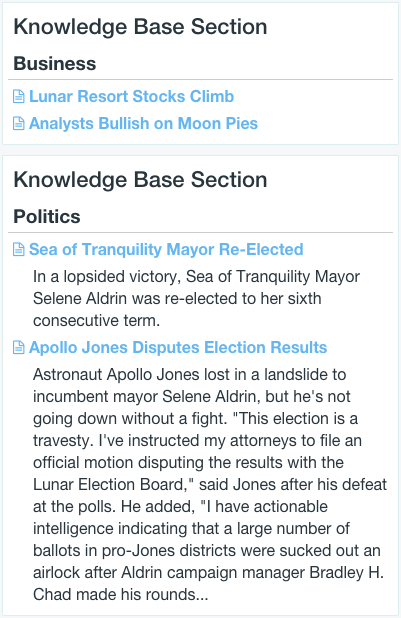 Knowledge Base Section
Business
Lunar Resort Stocks Climb
Analysts Bullish on Moon Pies
Knowledge Base Section
Politics
Sea of Tranquility Mayor Re-Elected
In a lopsided victory, Sea of Tranquility Mayor
Selene Aldrin was re-elected to her sixth
consecutive term.
Apollo Jones Disputes Election Results
Astronaut Apollo Jones lost in a landslide to
incumbent mayor Selene Aldrin, but he's not
going down without a fight. "This election is a
travesty. I've instructed my attorneys to file an
official motion disputing the results with the
Lunar Election Board," said Jones after his defeat
at the polls. He added, "I have actionable
intelligence indicating that a large number of
ballots in pro-Jones districts were sucked out an
airlock after Aldrin campaign manager Bradley H.
Chad made his rounds...